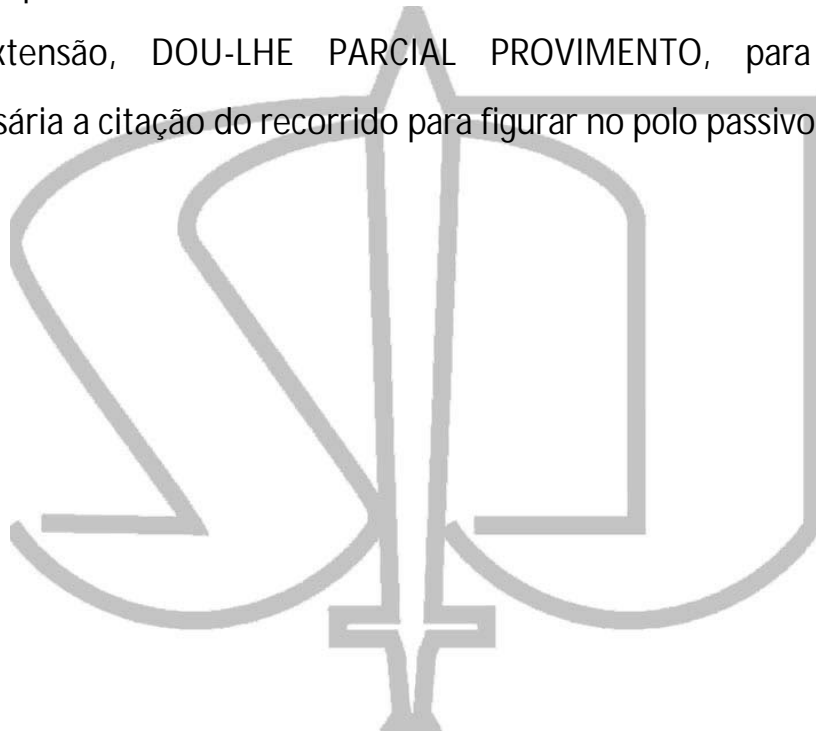 xtensão, DOU-LHE PARCIAL PROVIMENTO, para
sária a citação do recorrido para figurar no polo passivo